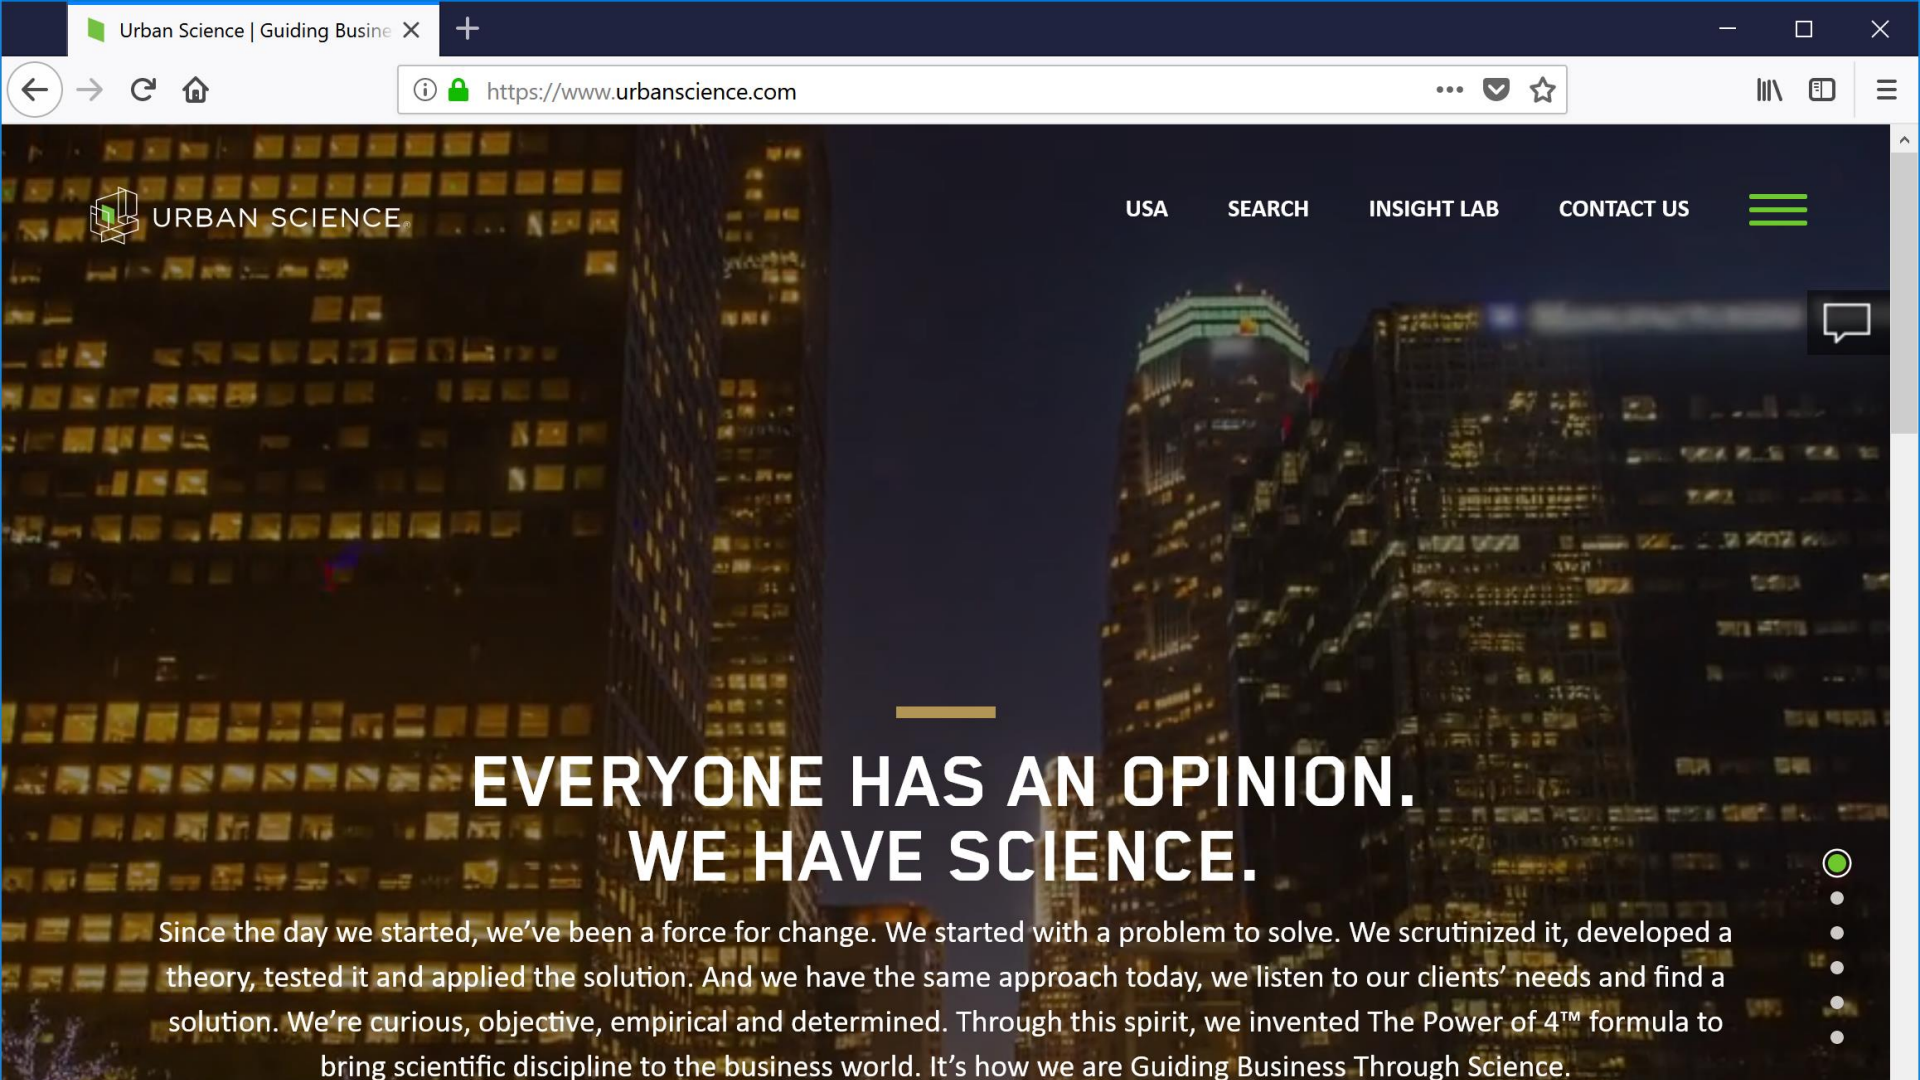 Urban Science | Guiding Busine
https://www.urbanscience.com
URBAN SCIENCE
USA SEARCH INSIGHT LAB CONTACT US
EVERYONE HAS AN OPINION.
WE HAVE SCIENCE.
Since the day we started, we’ve been a force for change. We started with a problem to solve. We scrutinized it, developed a
theory, tested it and applied the solution. And we have the same approach today, we listen to our clients’ needs and find a
solution. We’re curious, objective, empirical and determined. Through this spirit, we invented The Power of 4™ formula to
bring scientific discipline to the business world. It’s how we are Guiding Business Through Science.